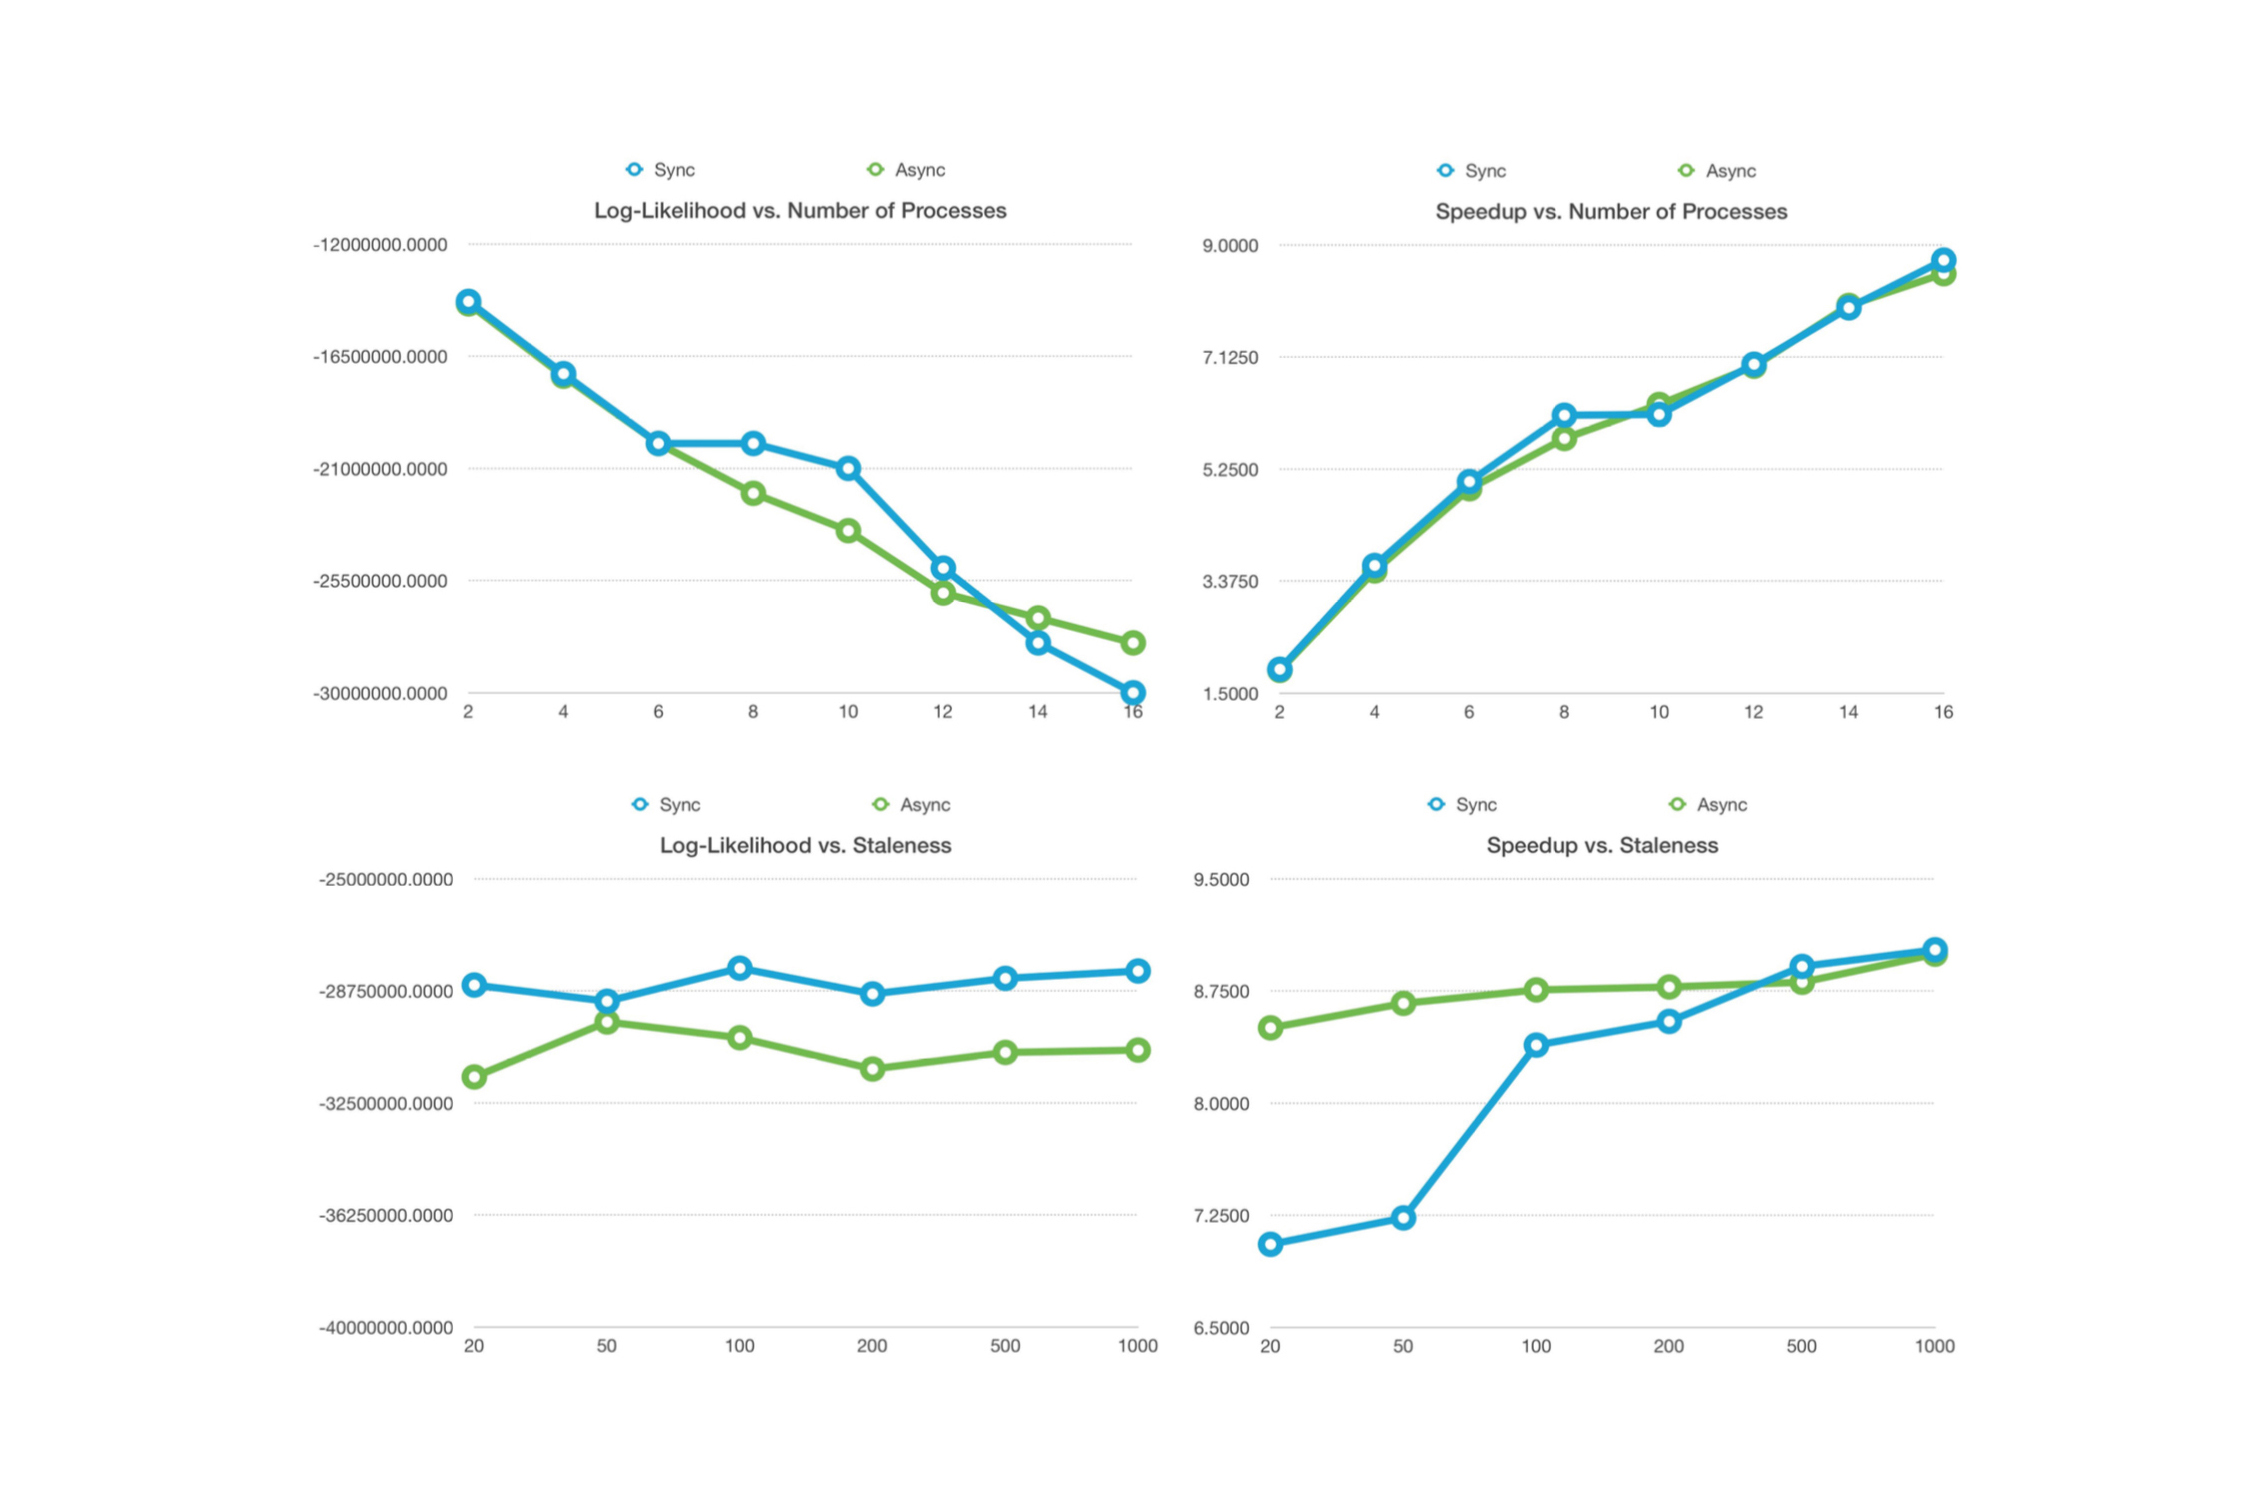 Sync Async
Log-Likelihood vs. Number of Processes
-12000000.0000
-16500000.0000
-21000000.0000
-25500000.0000
-30000000.0000
2 4 6 8 10 12 14 16
Sync Async
Speedup vs. Number of Processes
9.0000
7.1250
5.2500
3.3750
1.5000
2 4 6 8 10 12 14 16
Sync Async
Log-Likelihood vs. Staleness
-25000000.0000
-28750000.0000
-32500000.0000
-36250000.0000
-40000000.0000
20 50 100 200 500 1000
Sync Async
Speedup vs. Staleness
9.5000
8.7500
8.0000
7.2500
6.5000
20 50 100 200 500 1000